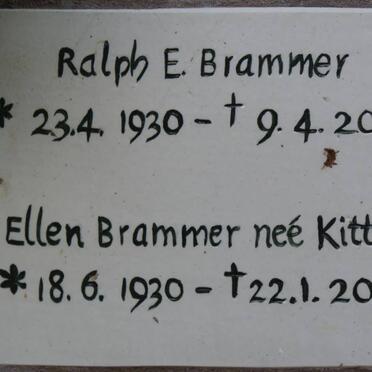 Ralph E. Brammer
* 23.4. 1930 - † 9. 4. 20
Ellen Brammer neé Kitt
* 18. 6. 1930 - † 22.1. 20